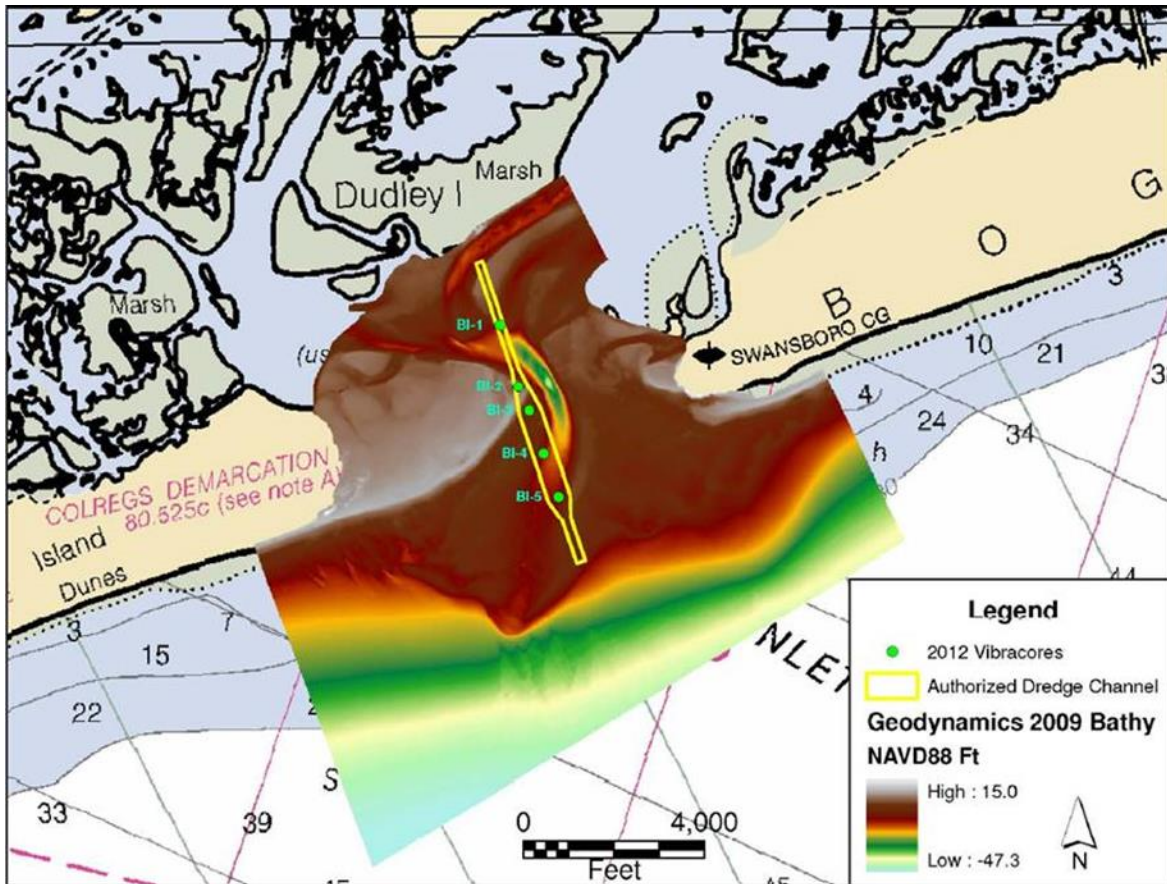 Marsh
Dudley I
Marsh
G
O
B
SWANSBORO CG
3
10
21
4
24
34
h
BI-1
(us
BI-2
BI-3
BI-4
BI-5
COLREGS DEMARCATION
80.525c (see note A)
Island
Dunes
3
7
15
22
S
33
39
NLET
44
45
0 4,000
Feet
Legend
2012 Vibracores
Authorized Dredge Channel
Geodynamics 2009 Bathy
NAVD88 Ft
High : 15.0
Low : -47.3
N